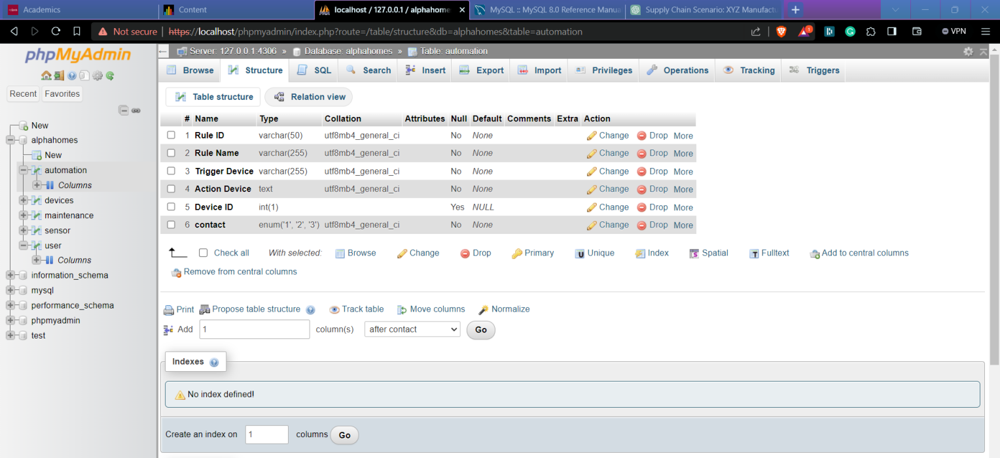 Academics
Content
localhost / 127.0.0.1 / alphahome
MySQL :: MySQL 8.0 Reference Manua
Supply Chain Scenario: XYZ Manufactu
Not secure https://localhost/phpmyadmin/index.php?route=/table/structure&db=alphahomes&table=automation
1
VPN
phpMyAdmin
Recent Favorites
New
alphahomes
New
automation
Columns
devices
maintenance
sensor
user
Columns
information_schema
mysql
performance_schema
phpmyadmin
test
Server: 127.0.0.1:4306 » Database: alphahomes » Table: automation
Browse Structure SQL Search Insert Export Import Privileges Operations Tracking Triggers
Table structure Relation view
# Name Type Collation Attributes Null Default Comments Extra Action
1 Rule ID varchar(50) utf8mb4_general_ci No None Change Drop More
2 Rule Name varchar(255) utf8mb4_general_ci No None Change Drop More
3 Trigger Device varchar(255) utf8mb4_general_ci No None Change Drop More
4 Action Device text utf8mb4_general_ci No None Change Drop More
5 Device ID int(1) Yes NULL Change Drop More
6 contact enum('1', '2', '3') utf8mb4_general_ci No None Change Drop More
Check all With selected: Browse Change Drop Primary Unique Index Spatial Fulltext Add to central columns
Remove from central columns
Print Propose table structure Track table Move columns Normalize
Add 1 column(s) after contact Go
Indexes
No index defined!
Create an index on 1 columns Go